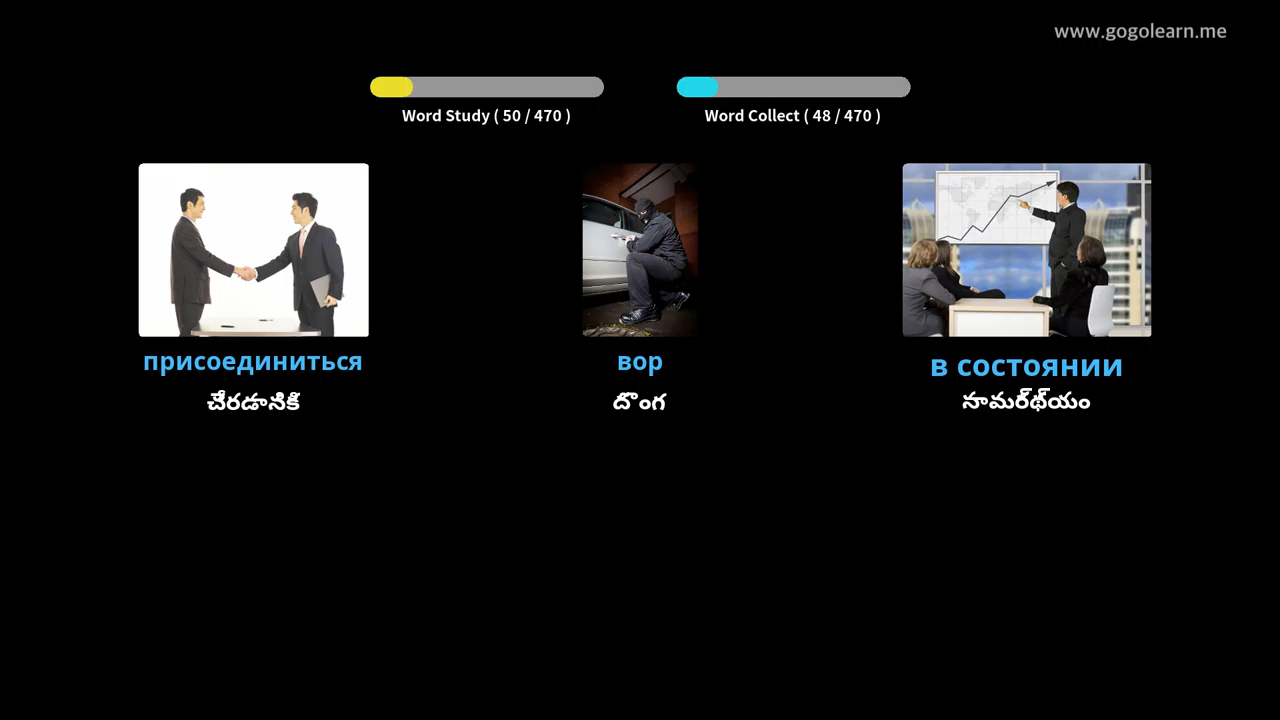 www.gogolearn.me
Word Study ( 50 / 470 )
Word Collect ( 48 / 470 )
присоединиться
вор
в состоянии
చేరడానికి
దొంగ
సామర్థ్యం